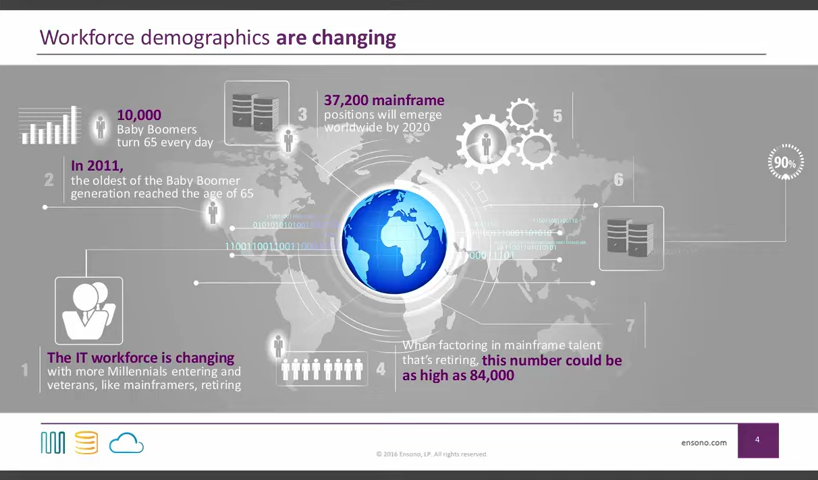 Workforce demographics are changing
10,000
Baby Boomers
turn 65 every day
3
37,200 mainframe
positions will emerge
worldwide by 2020
5
2
In 2011,
the oldest of the Baby Boomer
generation reached the age of 65
6
90%
1
The IT workforce is changing
with more Millennials entering and
veterans, like mainframers, retiring
4
When factoring in mainframe talent
that's retiring, this number could be
as high as 84,000
7
© 2016 Ensono, LP. All rights reserved
ensono.com
4